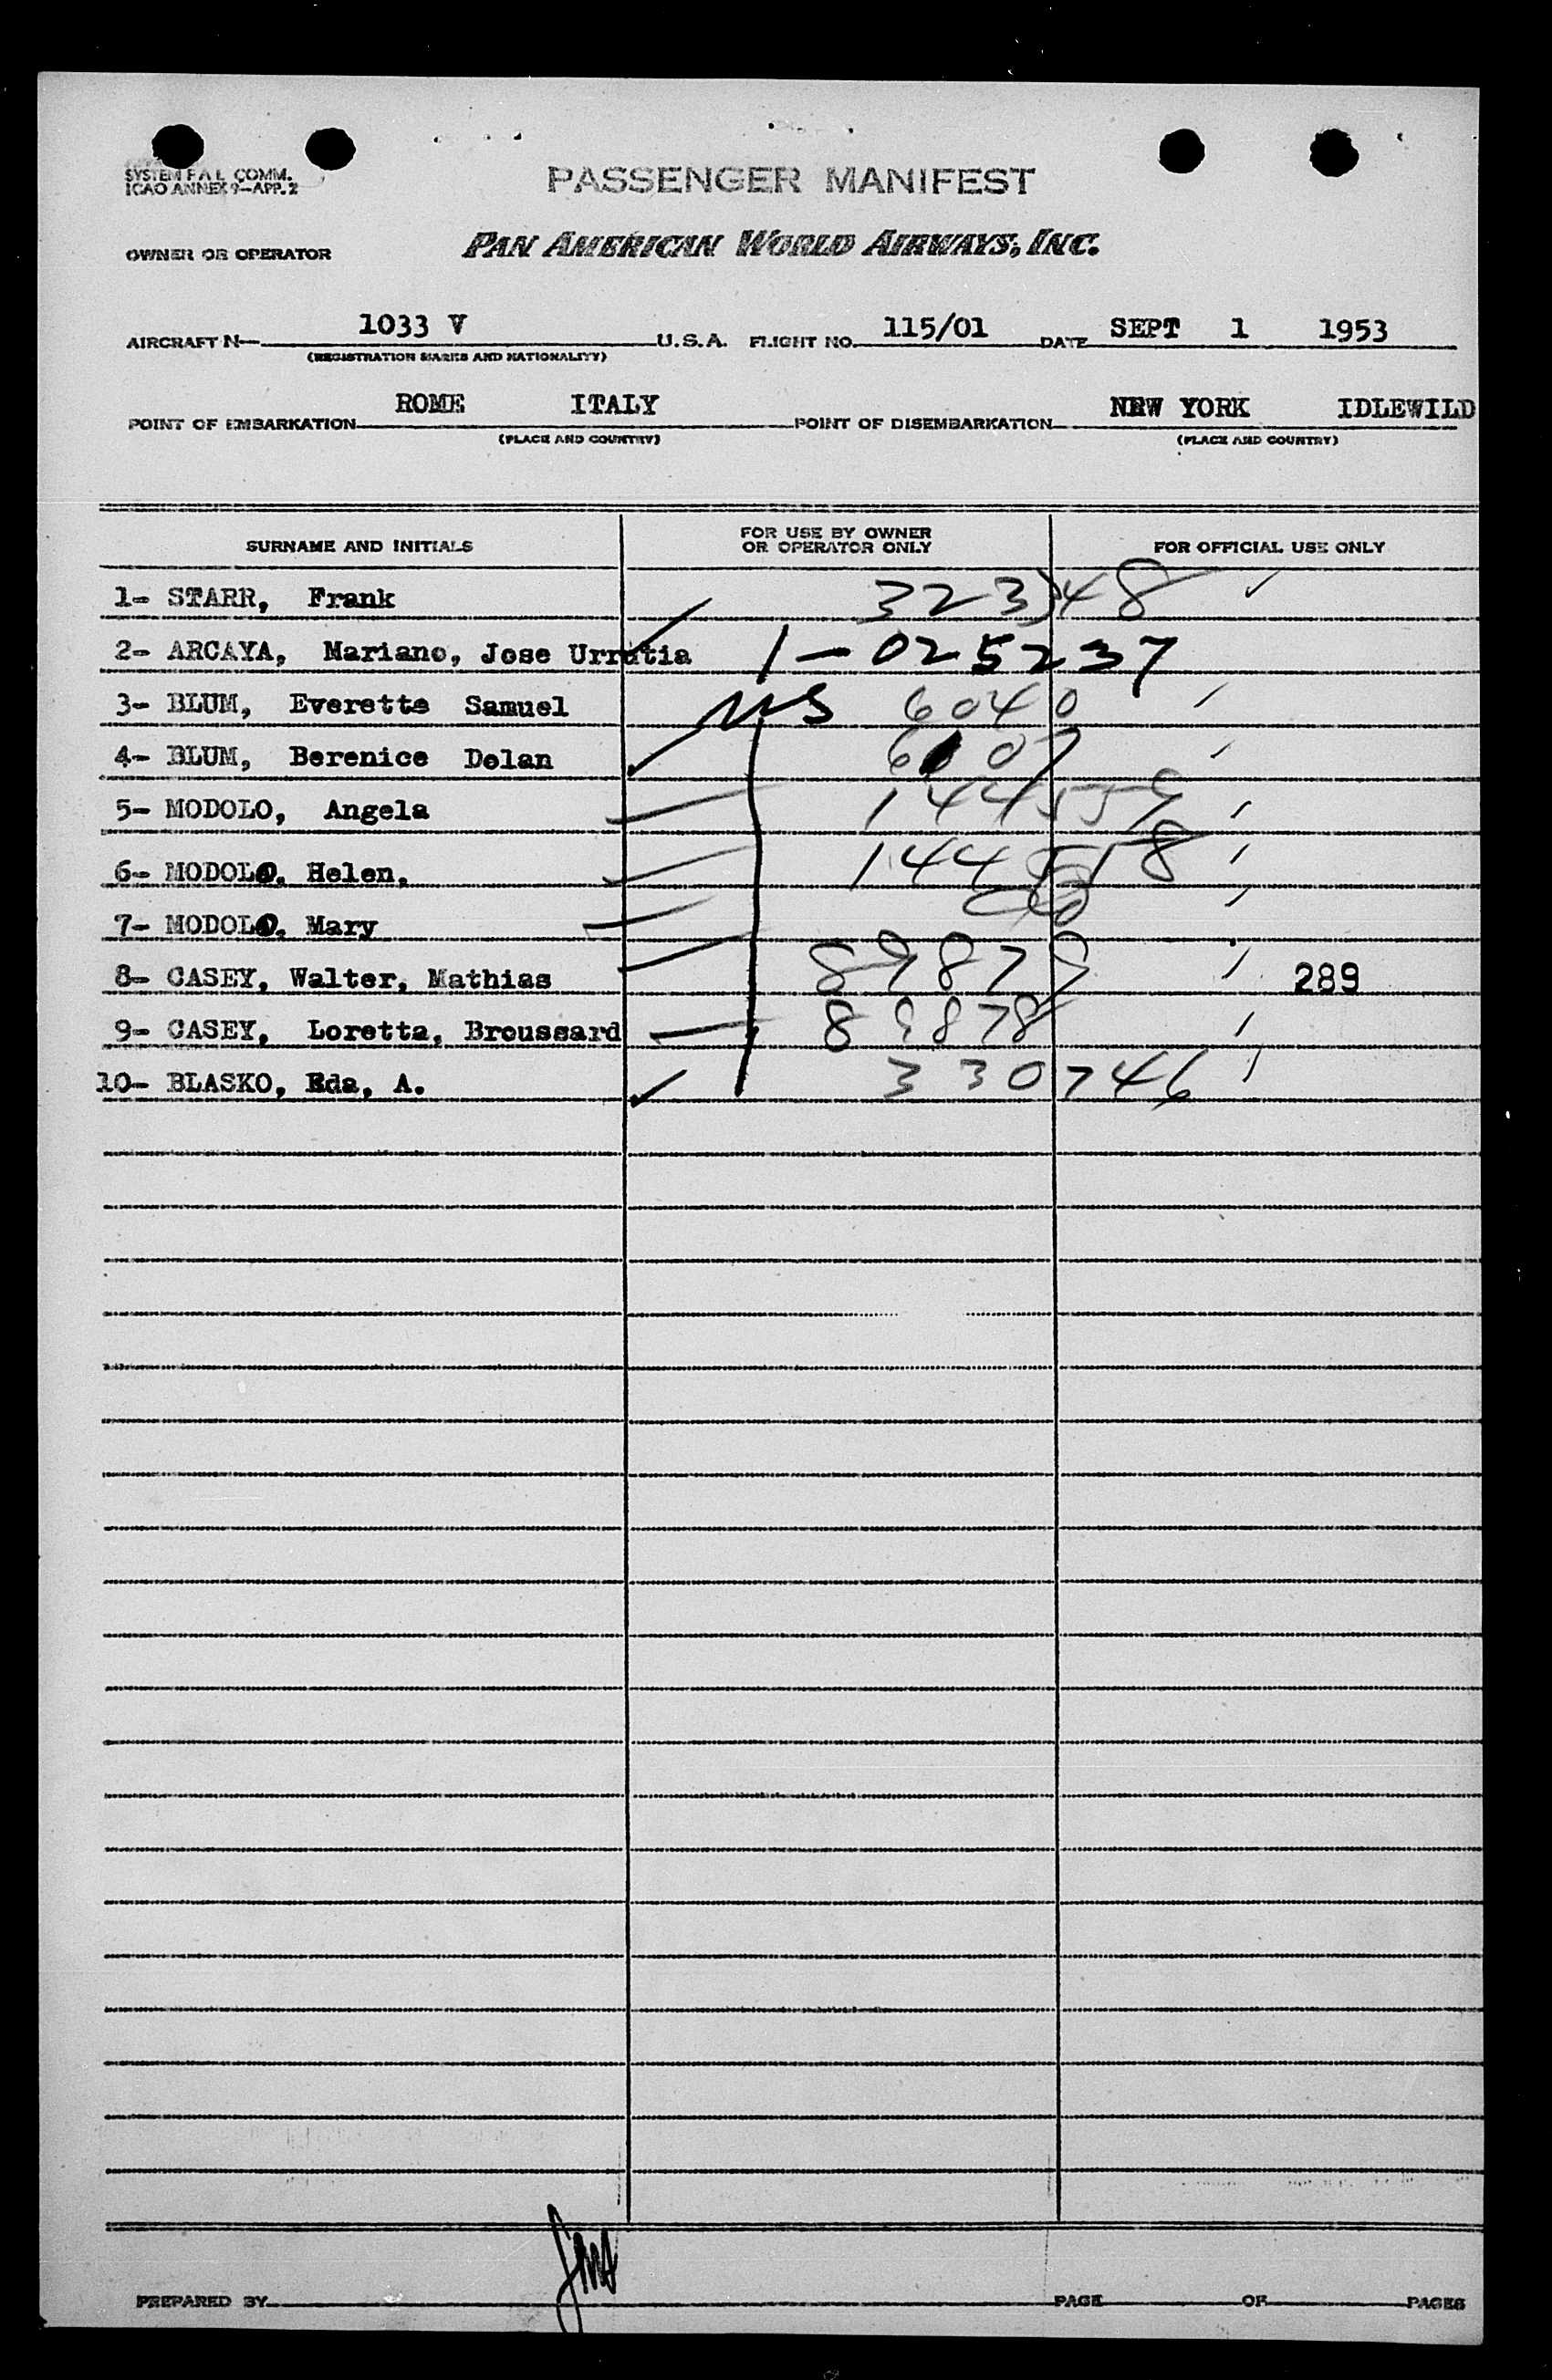 SYSTEM F.A.L. COMM.
ICAO ANNEX 9-APP. 2
PASSENGER MANIFEST
OWNER OR OPERATOR PAN AMERICAN WORLD AIRWAYS, INC.
AIRCRAFT N- 1033 V U.S.A. FLIGHT NO. 115/01 DATE SEPT 1 1953
(REGISTRATION MARKS AND NATIONALITY)
POINT OF EMBARKATION ROME ITALY POINT OF DISEMBARKATION NEW YORK IDLEWILD
(PLACE AND COUNTRY) (PLACE AND COUNTRY)
SURNAME AND INITIALS FOR USE BY OWNER OR OPERATOR ONLY FOR OFFICIAL USE ONLY
1- STARR, Frank
2- ARCAYA, Mariano, Jose Urrutia 1-025237
3- BLUM, Everette Samuel US 6040
4- BLUM, Berenice Dolan
5- MODOLO, Angela
6- MODOLO. Helen.
7- MODOLO. Mary
8- CASEY, Walter, Mathias 89879 289
9- CASEY, Loretta, Broussard 89878
10- BLASKO, Eda, A. 330746
PREPARED BY PAGE OF PAGES